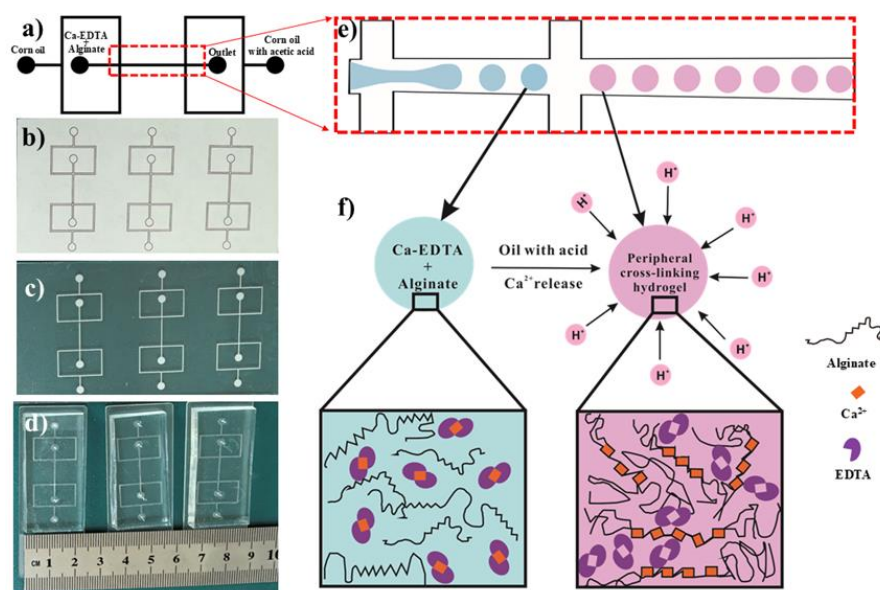 a)
Corn oil
Ca-EDTA
+
Alginate
Outlet
Corn oil
with acetic acid
e)
b)
c)
d)
CM 1 2 3 4 5 6 7 8 9 10
f)
Ca-EDTA
+
Alginate
Oil with acid
Ca²⁺ release
Peripheral
cross-linking
hydrogel
H⁺
H⁺
H⁺
H⁺
H⁺
H⁺
H⁺
H⁺
H⁺
Alginate
Ca²⁺
EDTA